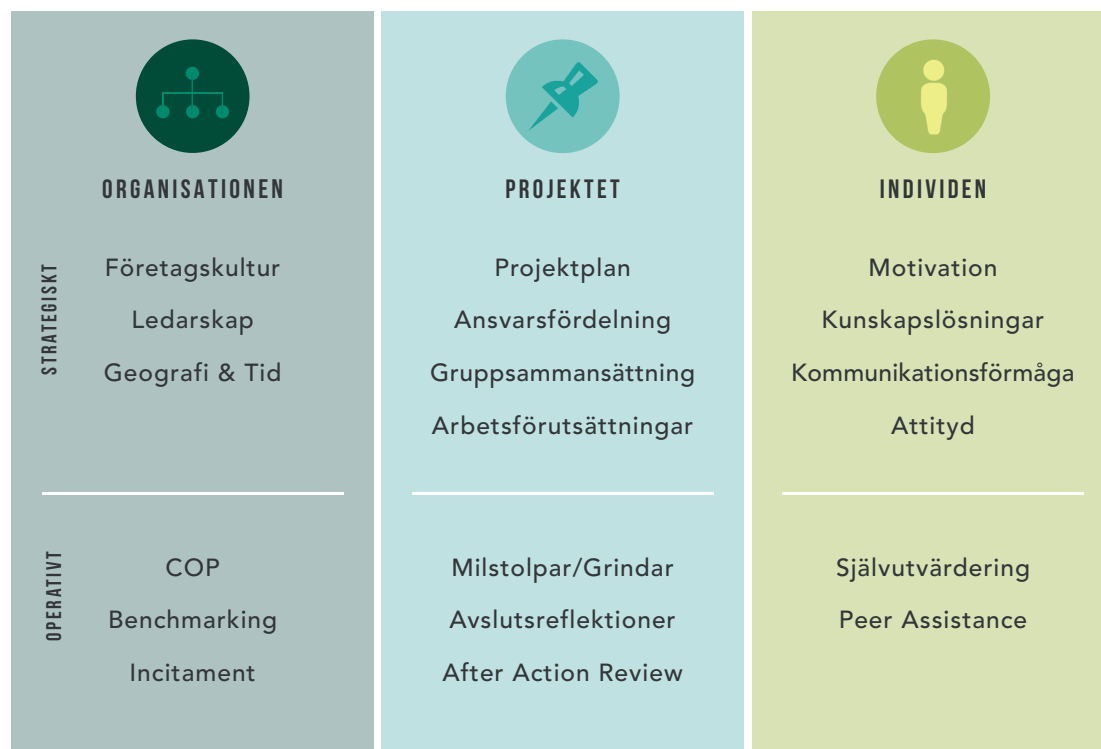 ORGANISATIONEN
PROJEKTET
INDIVIDEN
STRATEGISKT
Företagskultur
Ledarskap
Geografi & Tid
Projektplan
Ansvarsfördelning
Gruppsammansättning
Arbetsförutsättningar
Motivation
Kunskapslösningar
Kommunikationsförmåga
Attityd
OPERATIVT
COP
Benchmarking
Incitament
Milstolpar/Grindar
Avslutsreflektioner
After Action Review
Självutvärdering
Peer Assistance